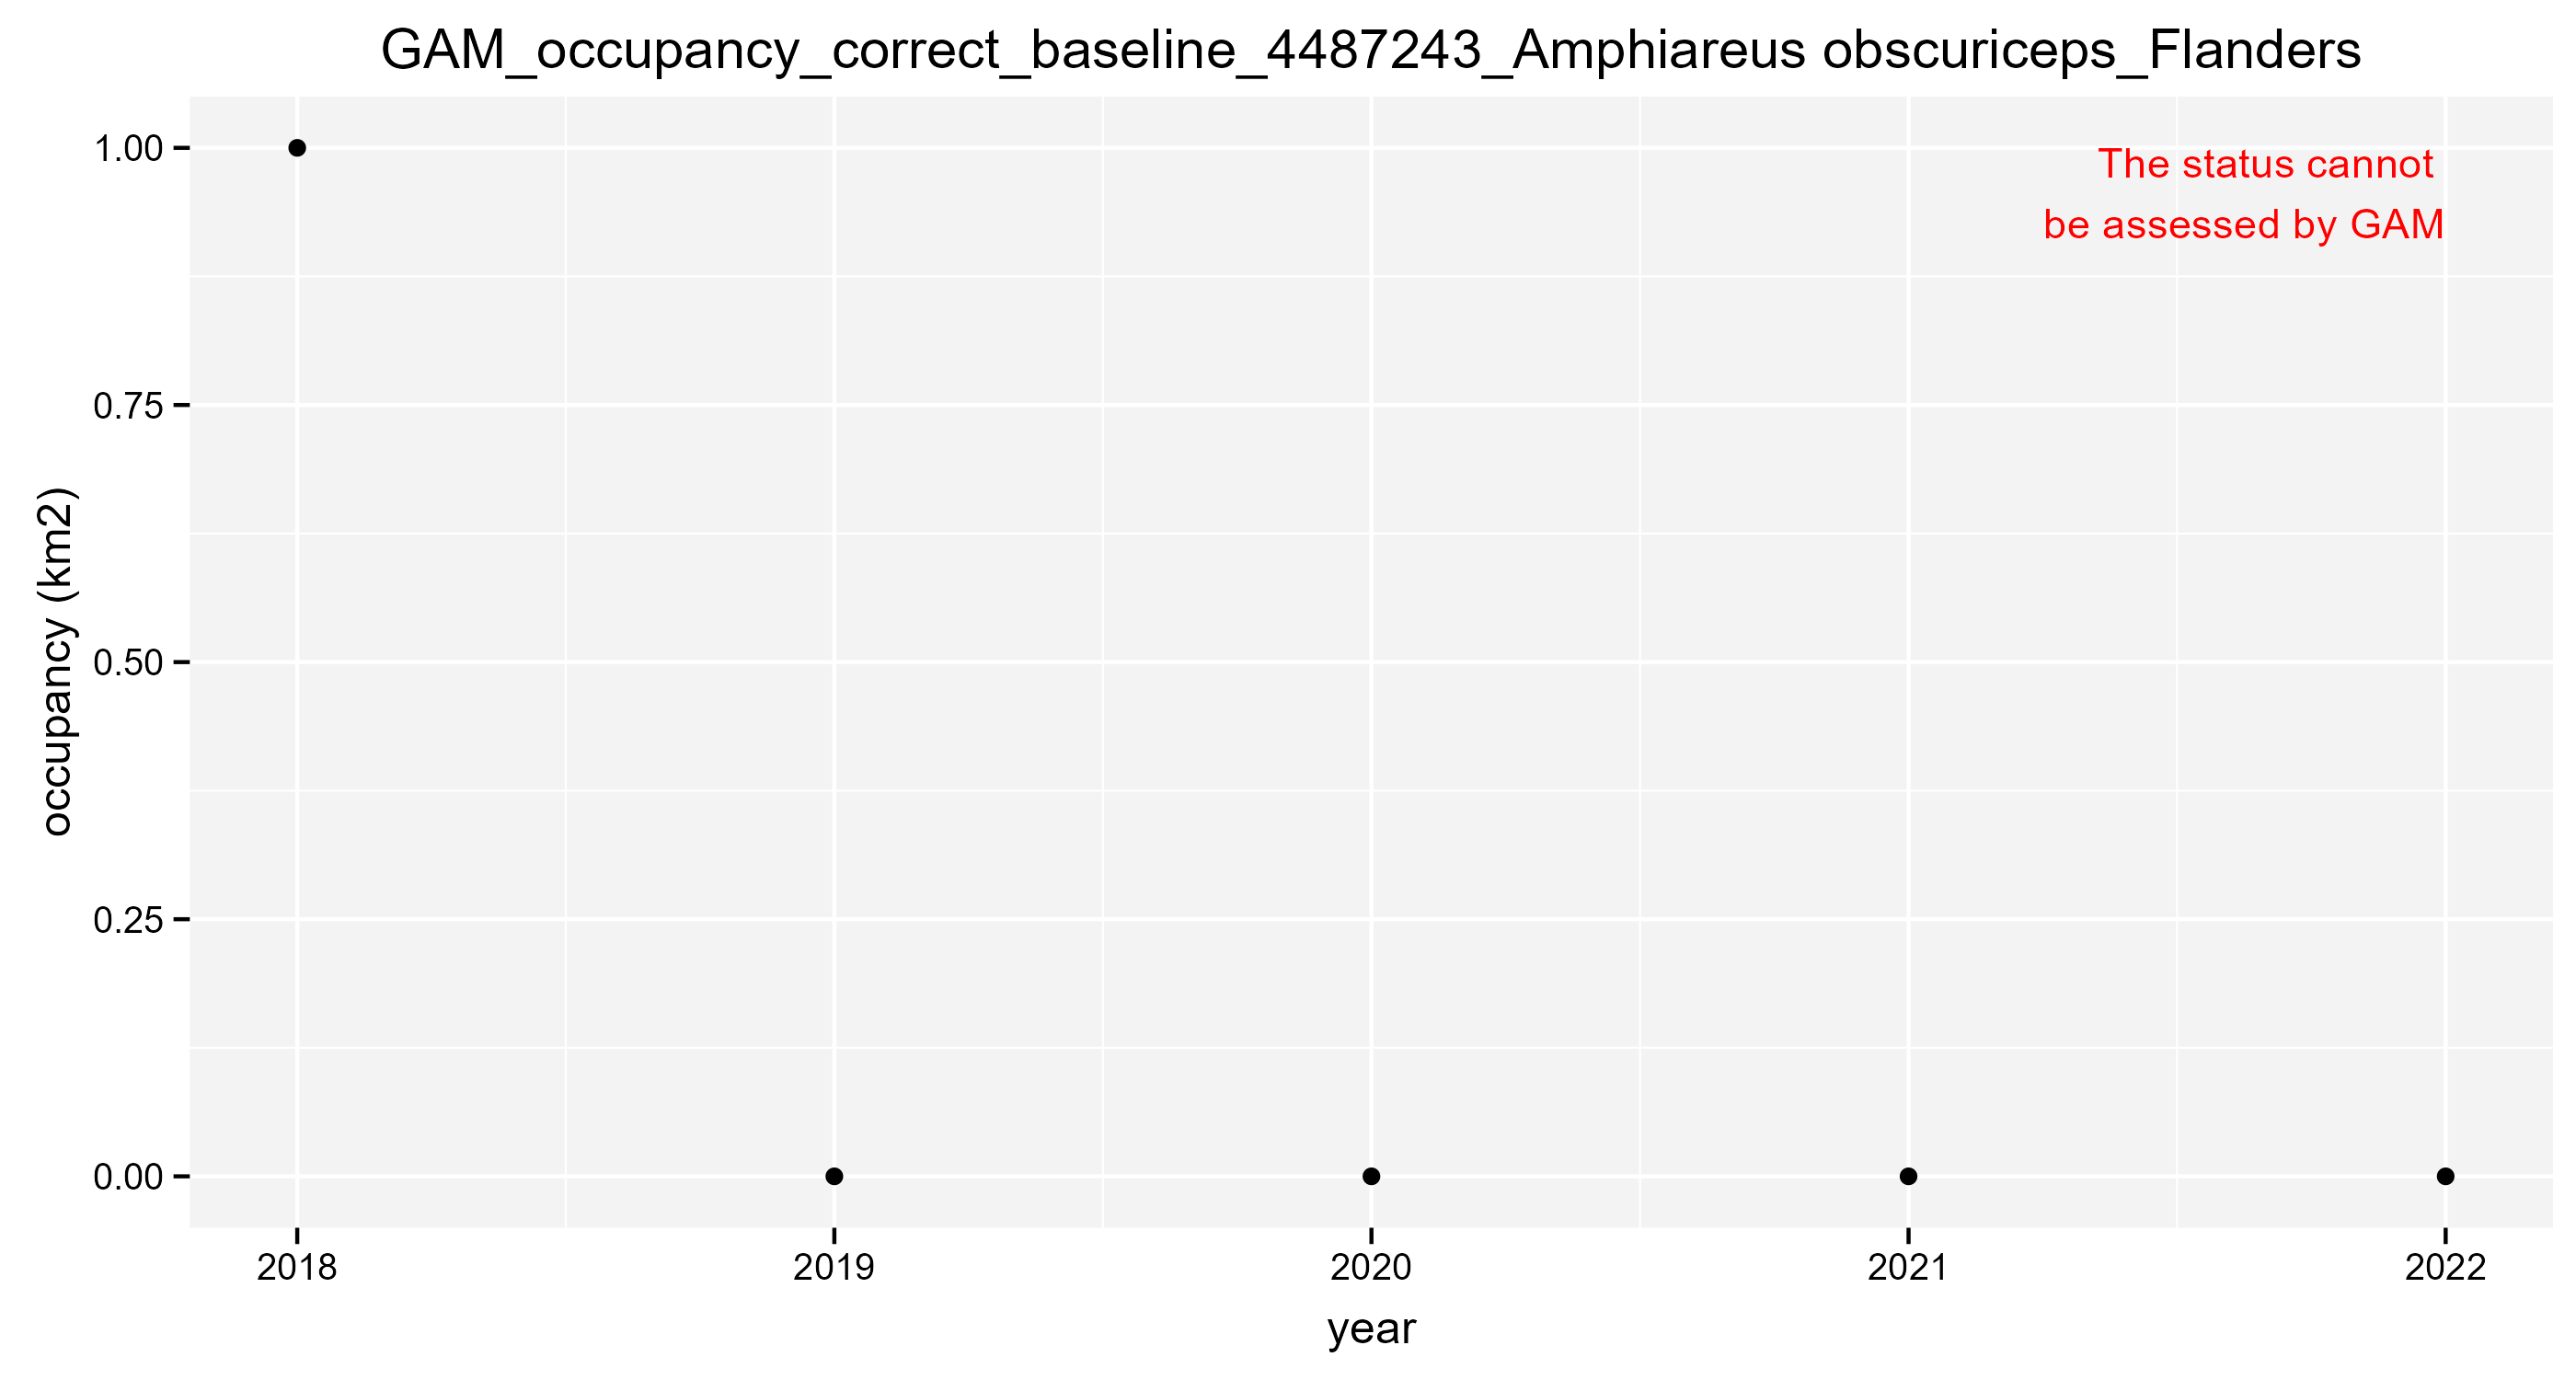 GAM_occupancy_correct_baseline_4487243_Amphiareus obscuriceps_Flanders
The status cannot
be assessed by GAM
occupancy (km2)
1.00
0.75
0.50
0.25
0.00
2018 2019 2020 2021 2022
year